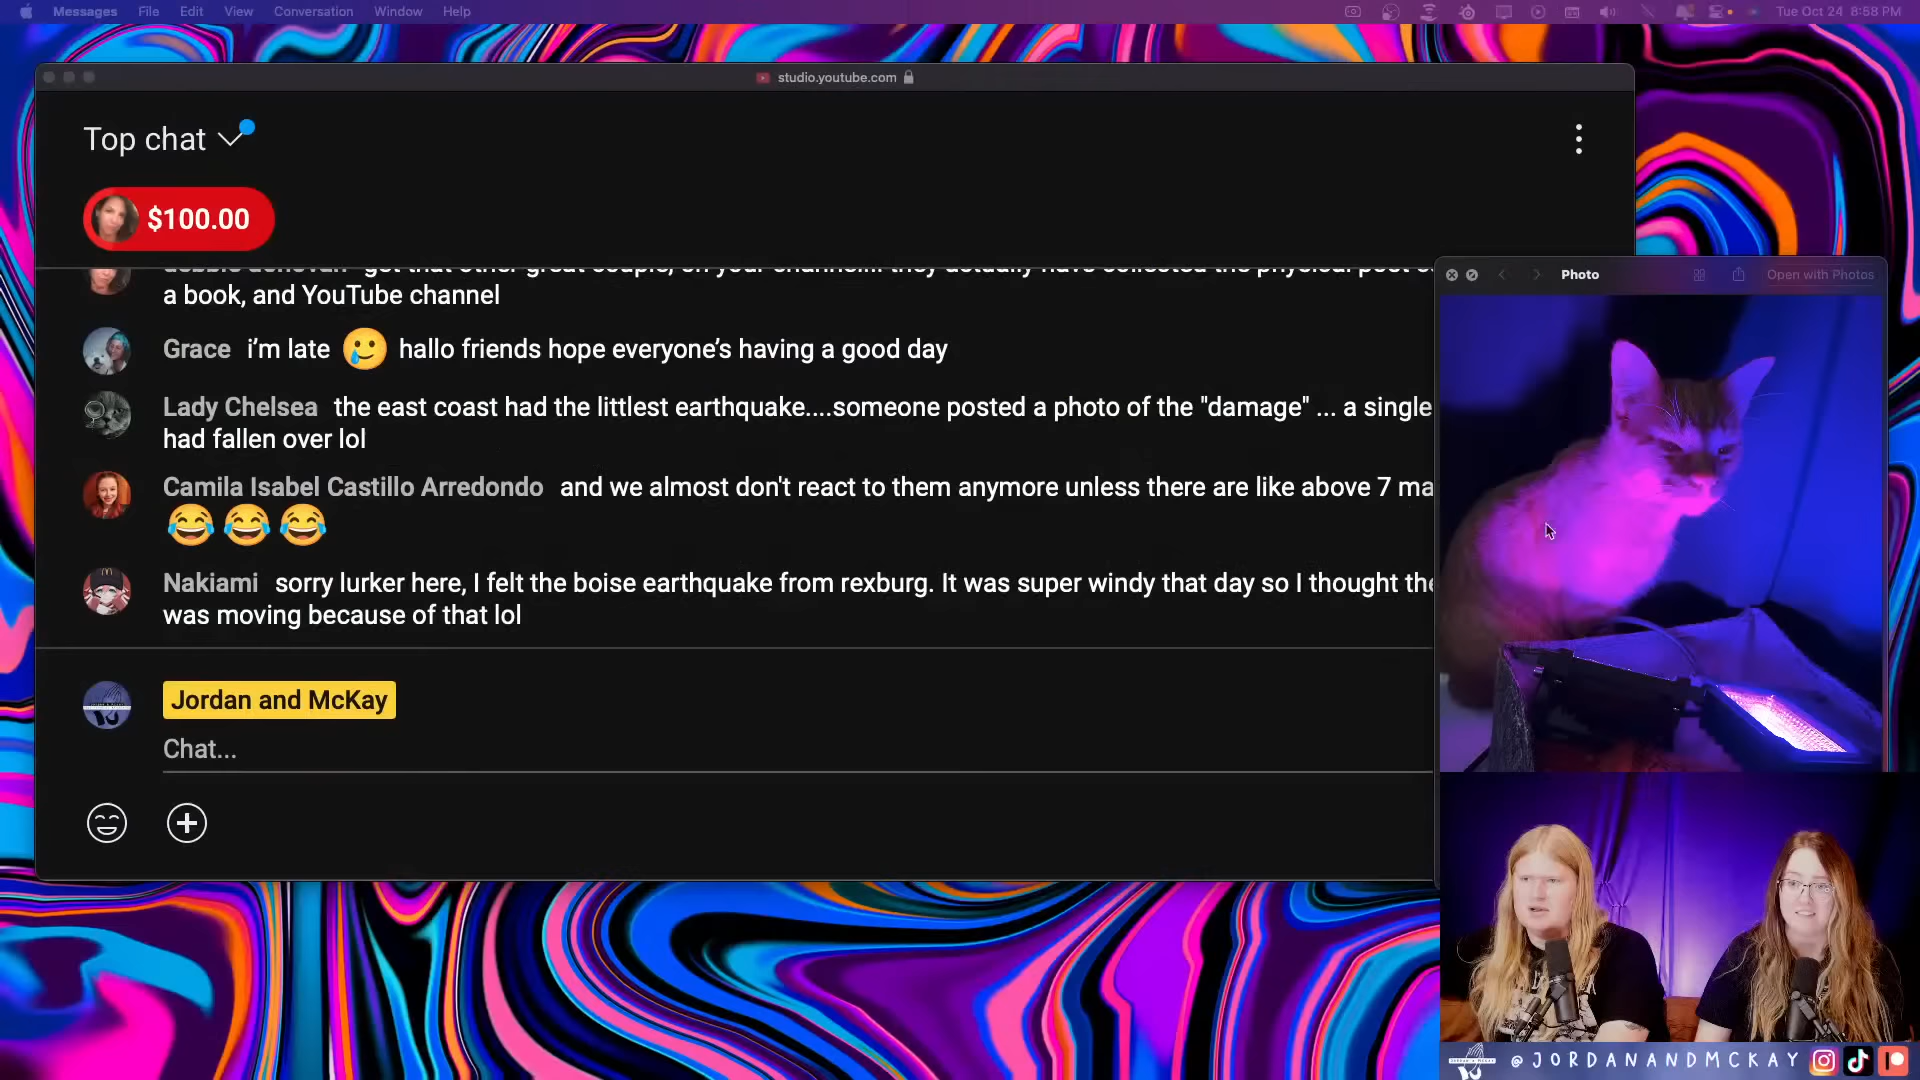 Messages File Edit View Conversation Window Help Tue Oct 24 8:58 PM
studio.youtube.com
Top chat
$100.00
a book, and YouTube channel
Grace i'm late hallo friends hope everyone's having a good day
Lady Chelsea the east coast had the littlest earthquake....someone posted a photo of the "damage" ... a single
had fallen over lol
Camila Isabel Castillo Arredondo and we almost don't react to them anymore unless there are like above 7 ma
Nakiami sorry lurker here, I felt the boise earthquake from rexburg. It was super windy that day so I thought the
was moving because of that lol
Jordan and McKay
Chat...
Photo Open with Photos
@JORDANANDMCKAY